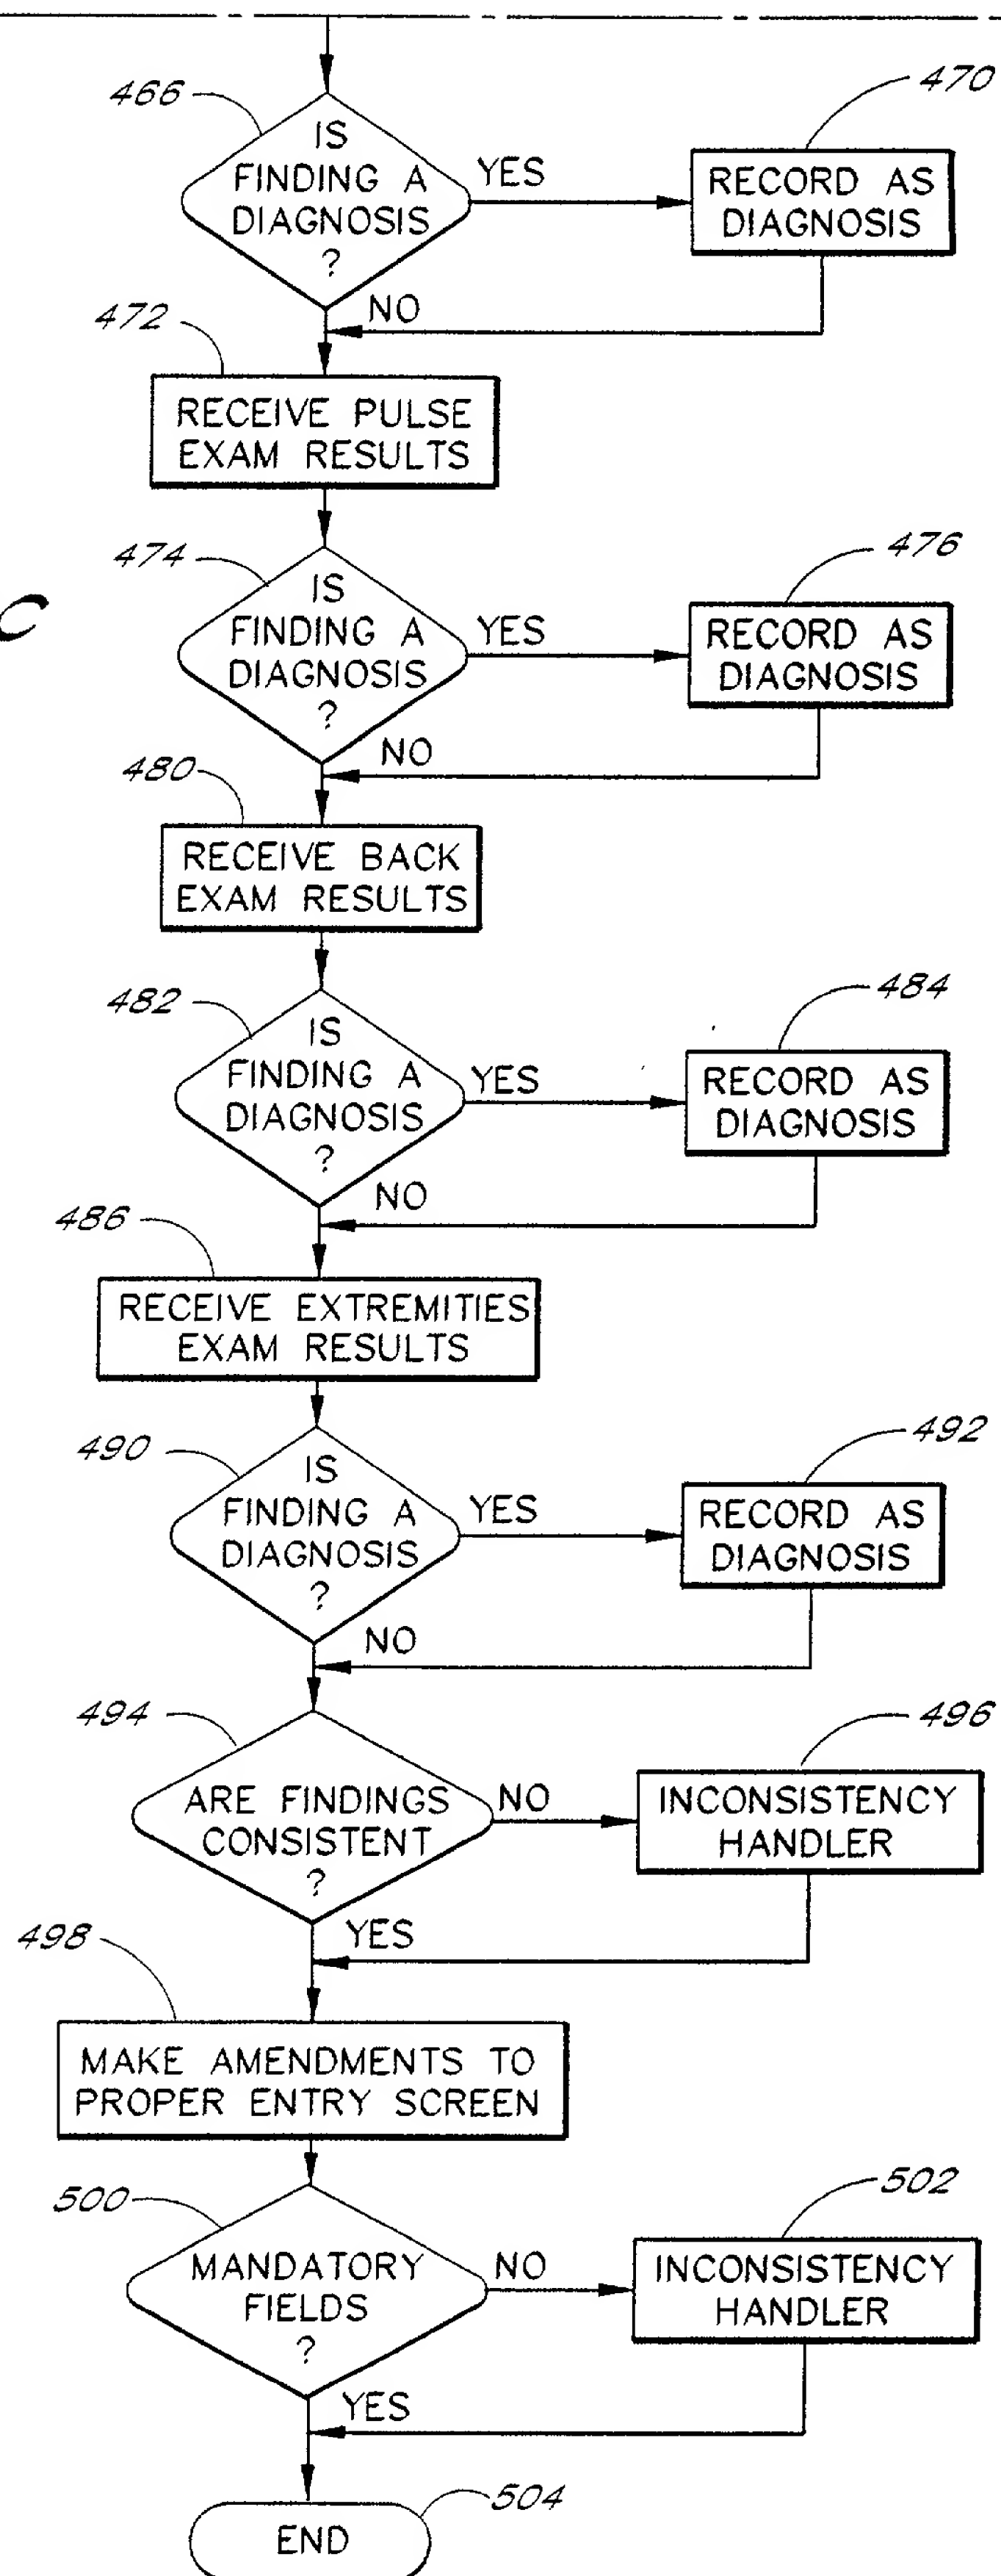 466
470
IS
FINDING A
DIAGNOSIS
?
YES
RECORD AS
DIAGNOSIS
NO
472
RECEIVE PULSE
EXAM RESULTS
474
476
C
IS
FINDING A
DIAGNOSIS
?
YES
RECORD AS
DIAGNOSIS
NO
480
RECEIVE BACK
EXAM RESULTS
482
484
IS
FINDING A
DIAGNOSIS
?
YES
RECORD AS
DIAGNOSIS
NO
486
RECEIVE EXTREMITIES
EXAM RESULTS
490
492
IS
FINDING A
DIAGNOSIS
?
YES
RECORD AS
DIAGNOSIS
NO
494
496
ARE FINDINGS
CONSISTENT
?
NO
INCONSISTENCY
HANDLER
YES
498
MAKE AMENDMENTS TO
PROPER ENTRY SCREEN
500
502
MANDATORY
FIELDS
?
NO
INCONSISTENCY
HANDLER
YES
504
END